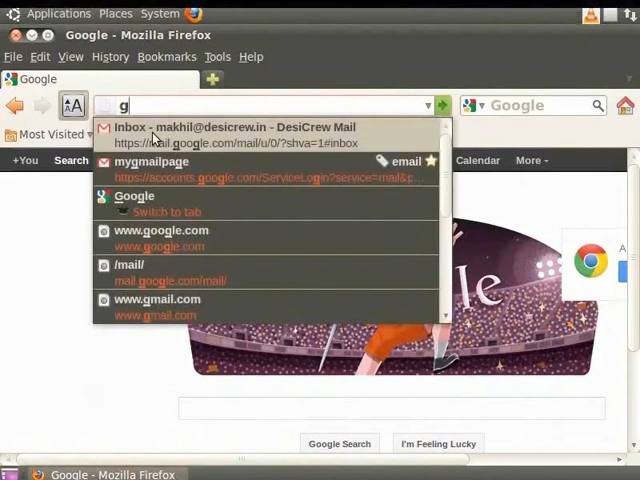 Applications Places System
Google - Mozilla Firefox
File Edit View History Bookmarks Tools Help
Google
AA g Google
Most Visited
Inbox - makhil@desicrew.in - DesiCrew Mail
https://mail.google.com/mail/u/0/?shva=1#inbox
mygmailpage email
https://accounts.google.com/ServiceLogin?service=mail&p...
Google
Switch to tab
www.google.com
www.google.com
/mail/
mail.google.com/mail/
www.gmail.com
www.gmail.com
+You Search Calendar More
gle
A
Google Search I'm Feeling Lucky
Google - Mozilla Firefox